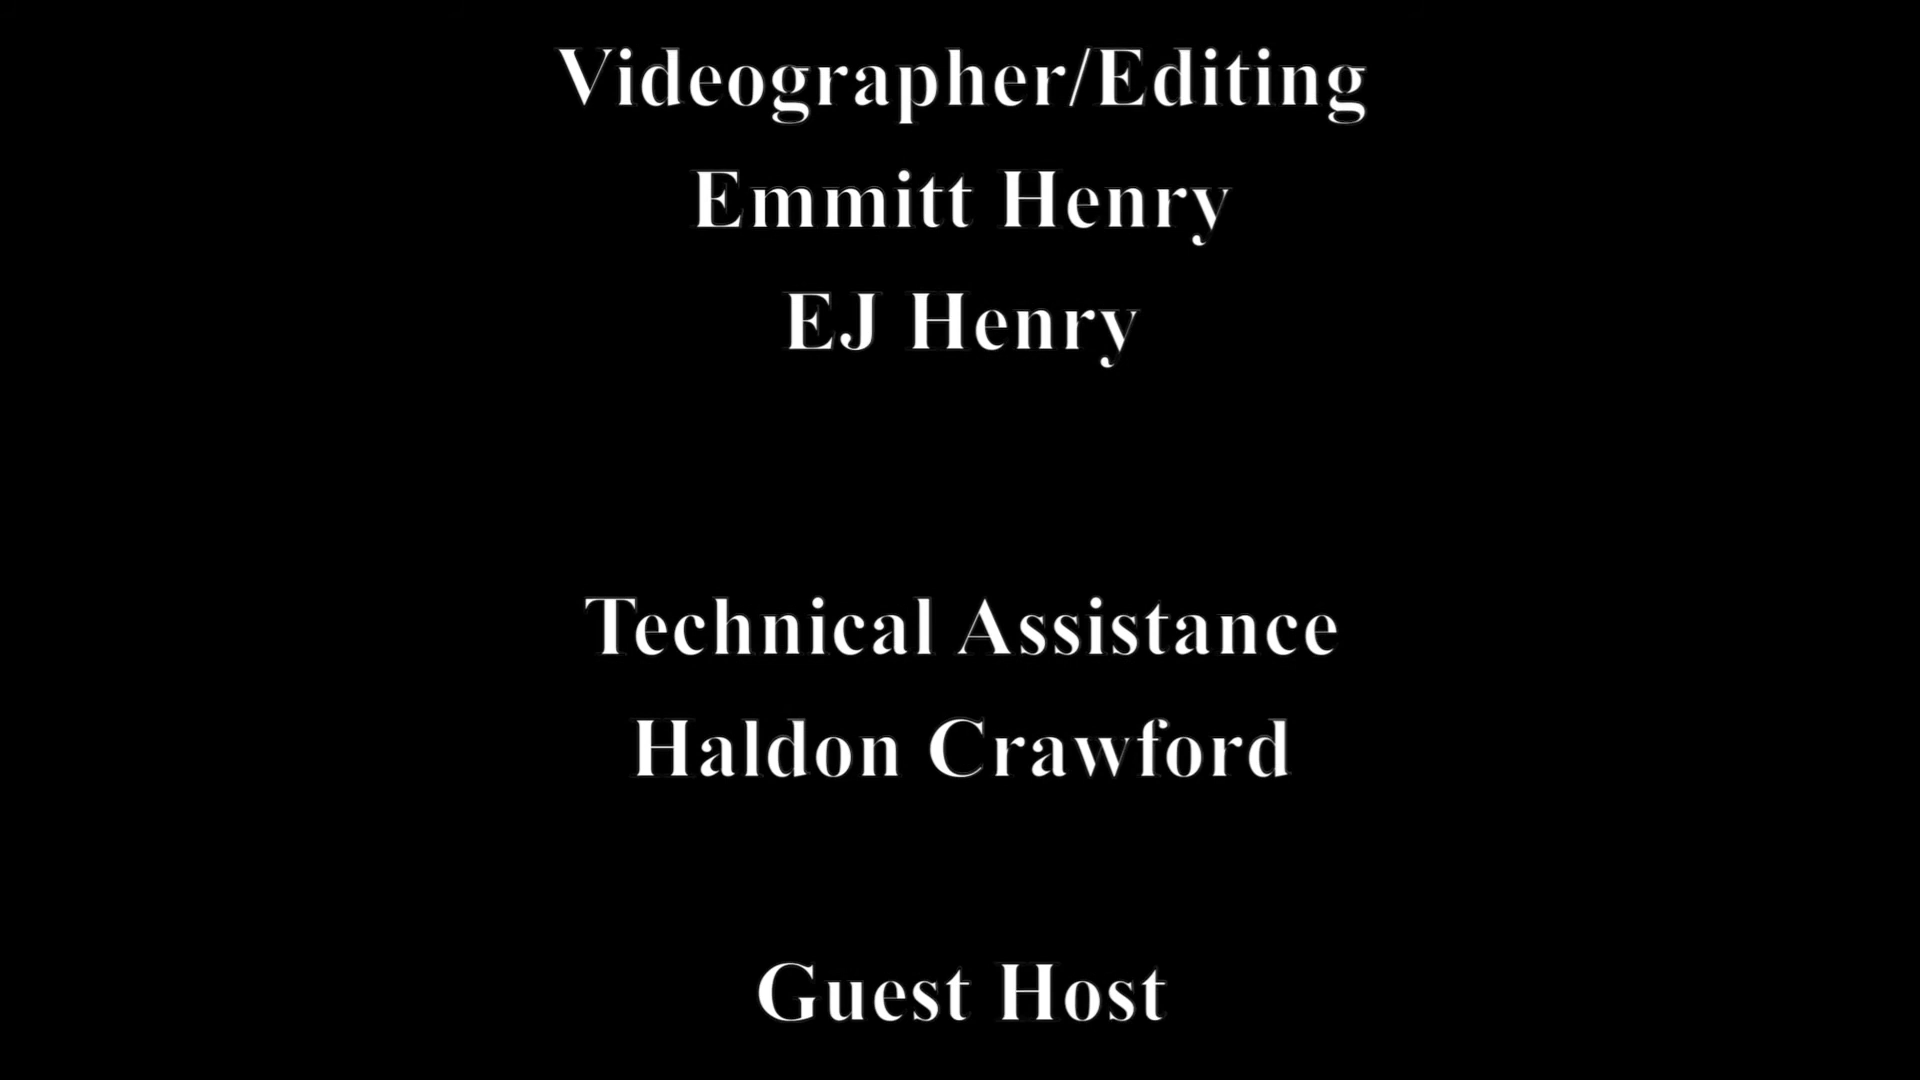 Videographer/Editing
Emmitt Henry
EJ Henry
Technical Assistance
Haldon Crawford
Guest Host